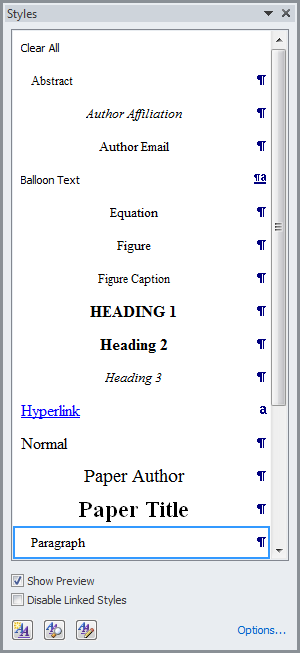 Styles
Clear All
Abstract ¶
Author Affiliation ¶
Author Email ¶
Balloon Text ¶a
Equation ¶
Figure ¶
Figure Caption ¶
HEADING 1 ¶
Heading 2 ¶
Heading 3 ¶
Hyperlink a
Normal ¶
Paper Author ¶
Paper Title ¶
Paragraph ¶
Show Preview
Disable Linked Styles
Options...